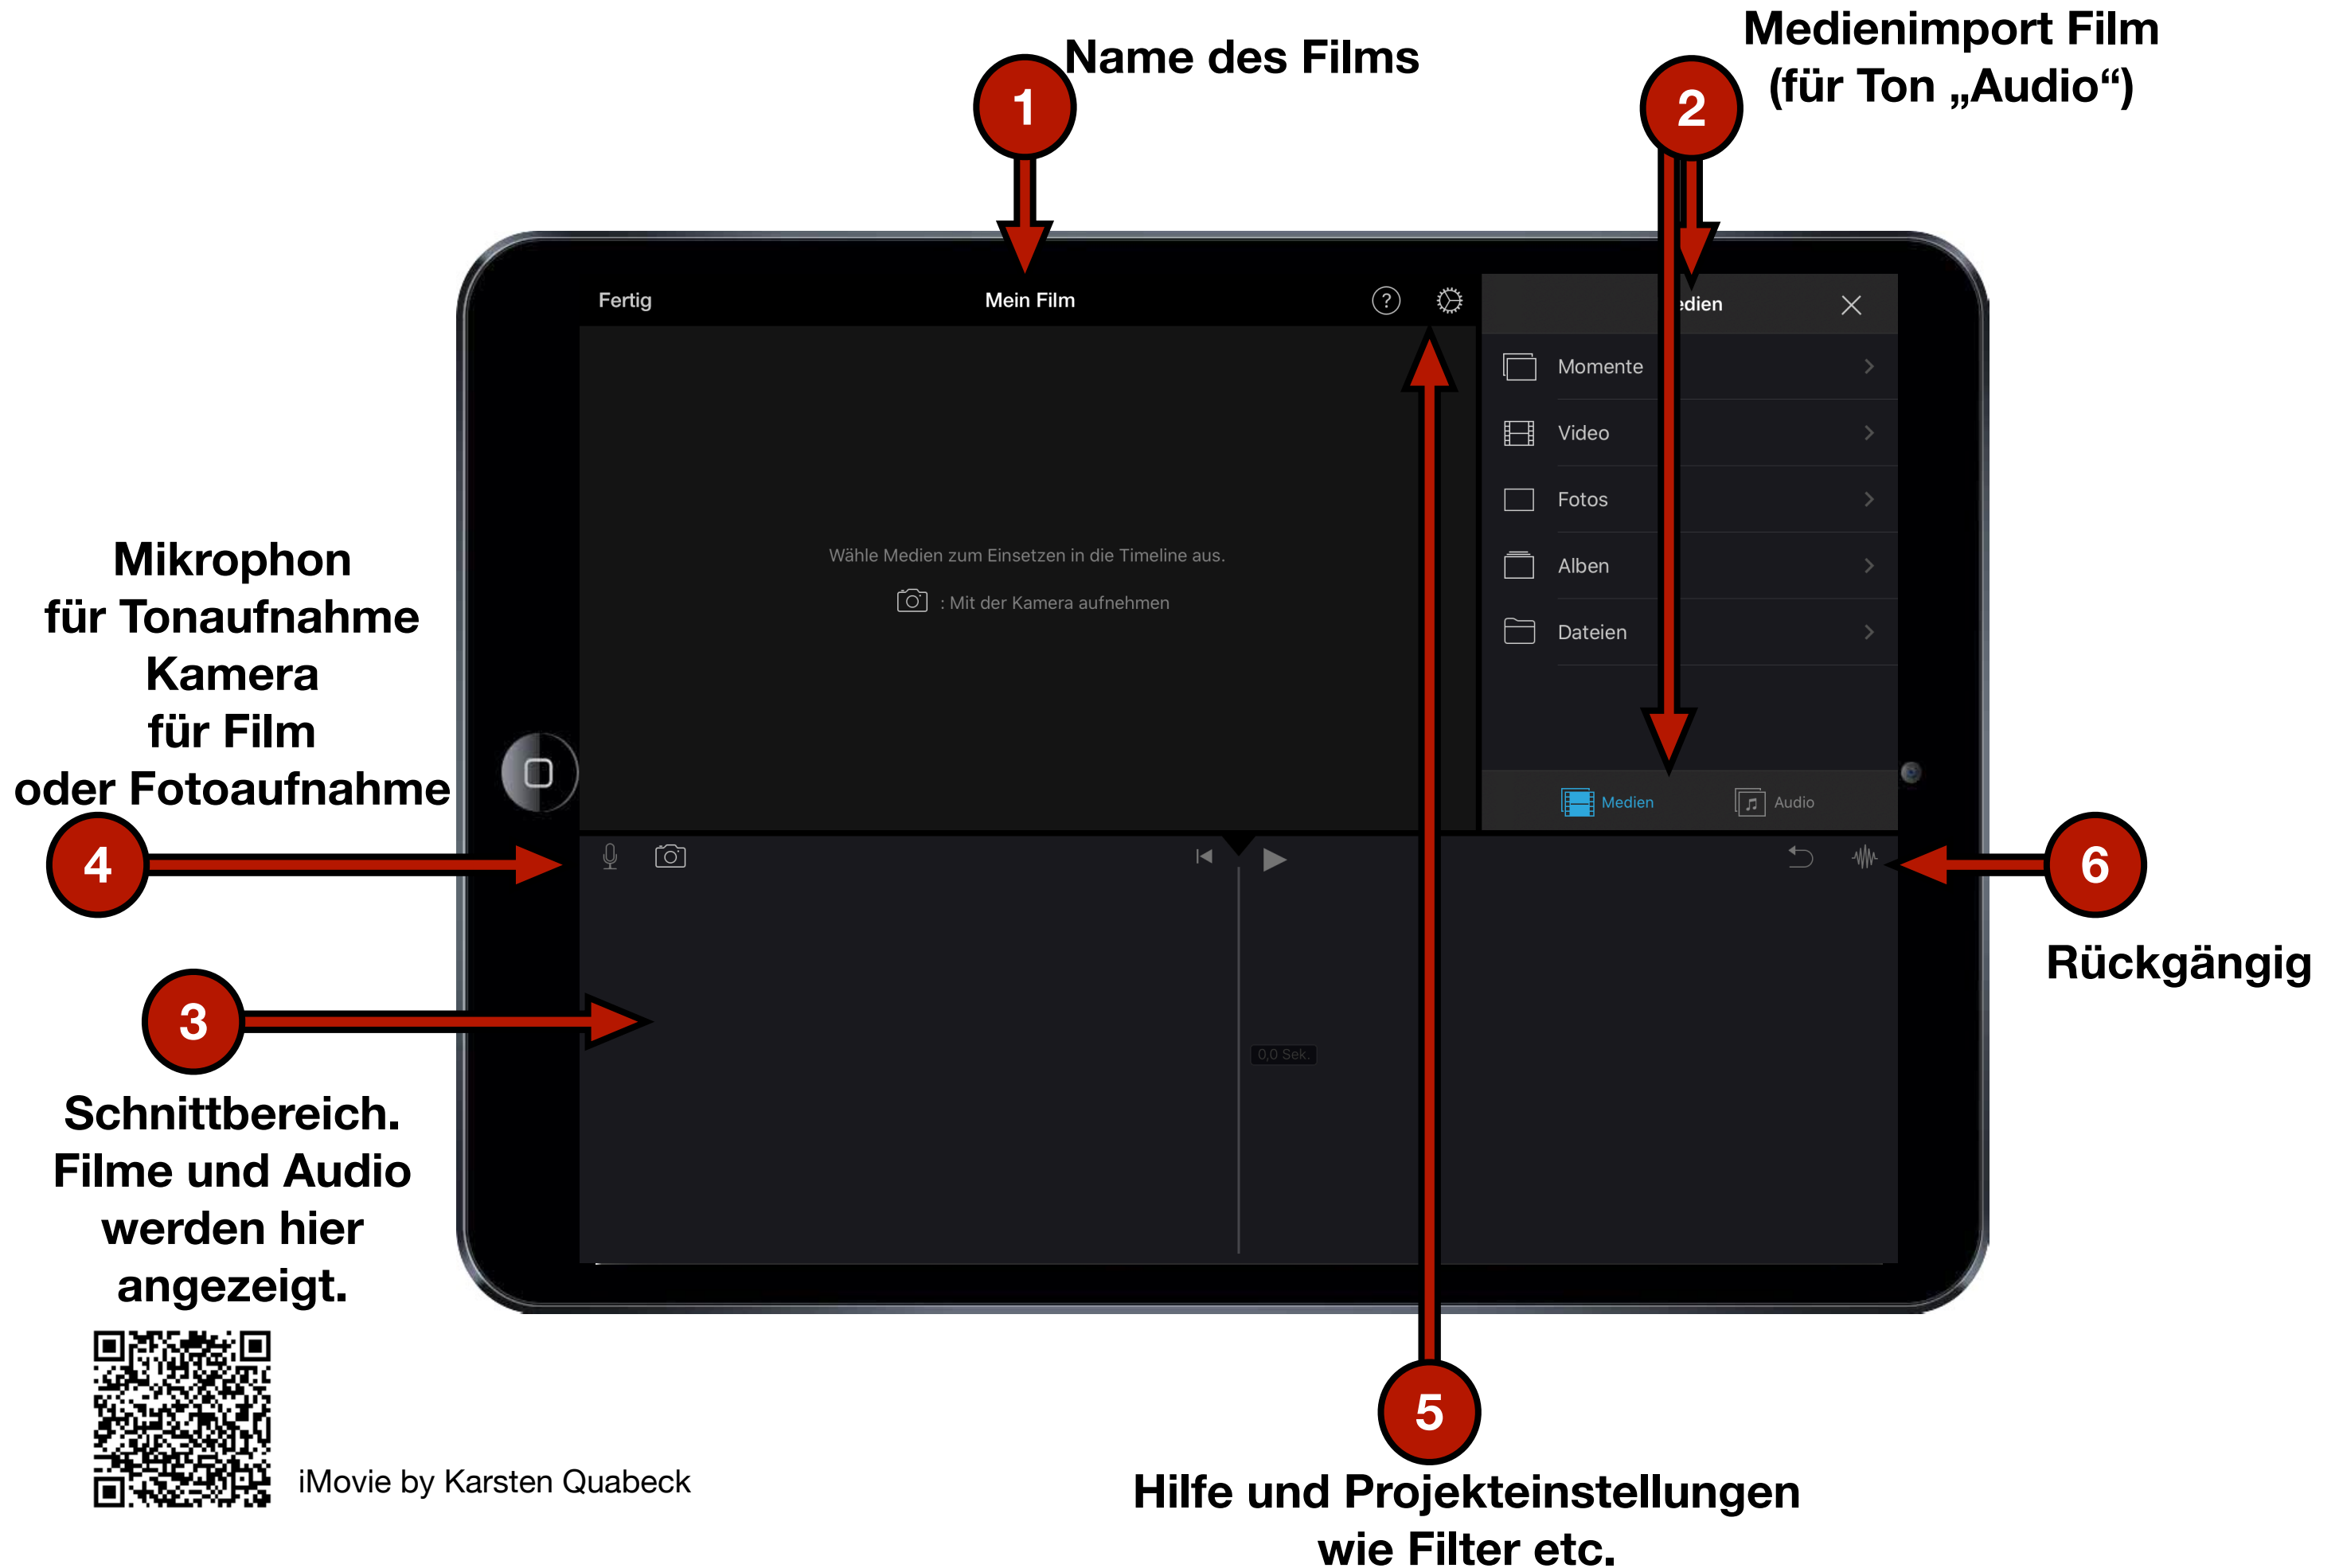 Name des Films
1
Medienimport Film
(für Ton „Audio“)
2
Fertig
Mein Film
?
edien
Momente
Video
Fotos
Alben
Dateien
Wähle Medien zum Einsetzen in die Timeline aus.
: Mit der Kamera aufnehmen
Medien
Audio
Mikrophon
für Tonaufnahme
Kamera
für Film
oder Fotoaufnahme
4
6
Rückgängig
3
0,0 Sek.
Schnittbereich.
Filme und Audio
werden hier
angezeigt.
5
Hilfe und Projekteinstellungen
wie Filter etc.
iMovie by Karsten Quabeck